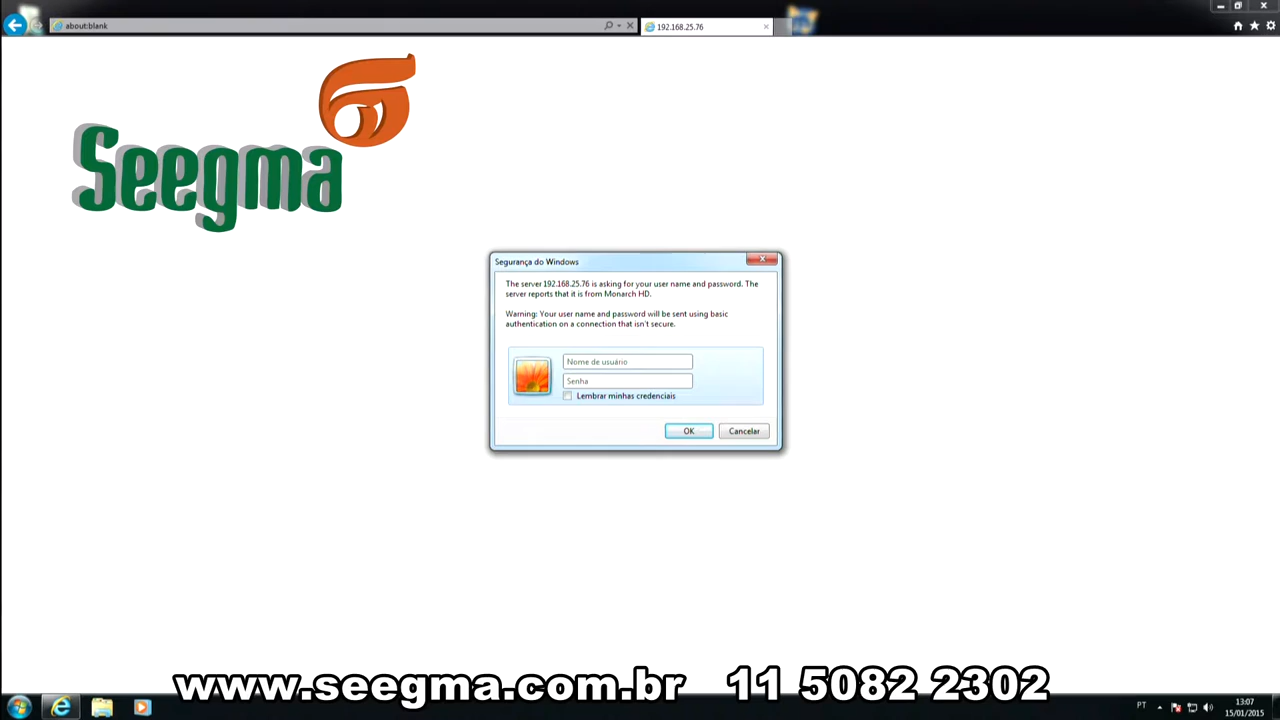 about:blank
192.168.25.76
Seegma
Segurança do Windows
The server 192.168.25.76 is asking for your user name and password. The
server reports that it is from Monarch HD.
Warning: Your user name and password will be sent using basic
authentication on a connection that isn't secure.
Nome de usuário
Senha
Lembrar minhas credenciais
OK
Cancelar
www.seegma.com.br 11 5082 2302
PT
13:07
15/01/2015